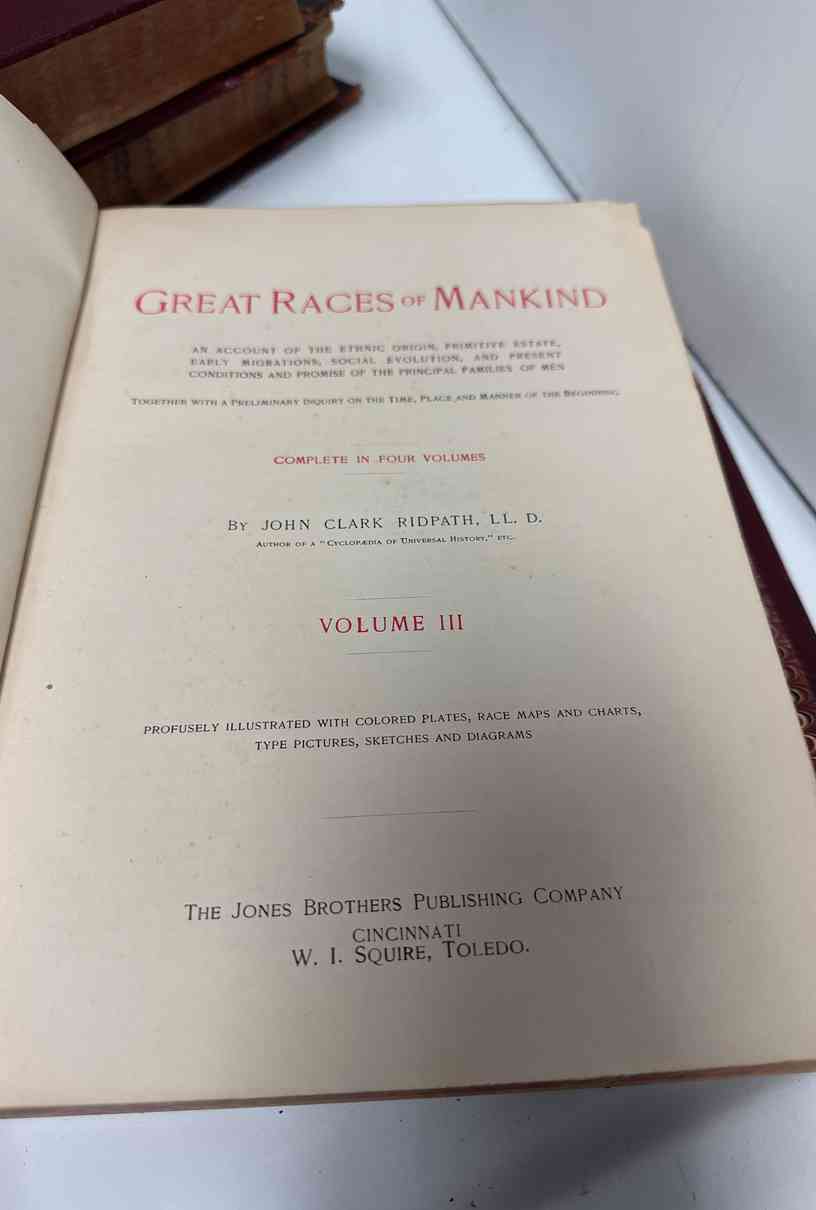 GREAT RACES OF MANKIND
AN ACCOUNT OF THE ETHNIC ORIGIN, PRIMITIVE ESTATE,
EARLY MIGRATIONS, SOCIAL EVOLUTION, AND PRESENT
CONDITIONS AND PROMISE OF THE PRINCIPAL FAMILIES OF MEN
TOGETHER WITH A PRELIMINARY INQUIRY ON THE TIME, PLACE AND MANNER OF THE BEGINNING
COMPLETE IN FOUR VOLUMES
BY JOHN CLARK RIDPATH, LL. D.
AUTHOR OF A "CYCLOPÆDIA OF UNIVERSAL HISTORY," ETC.
VOLUME III
PROFUSELY ILLUSTRATED WITH COLORED PLATES, RACE MAPS AND CHARTS,
TYPE PICTURES, SKETCHES AND DIAGRAMS
THE JONES BROTHERS PUBLISHING COMPANY
CINCINNATI
W. I. SQUIRE, TOLEDO.